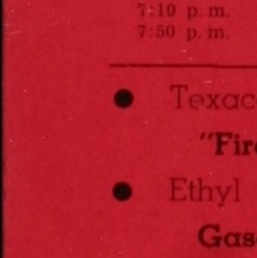 7:10 p. m.
7:50 p. m.
● Texac
"Fir
● Ethyl
Gas